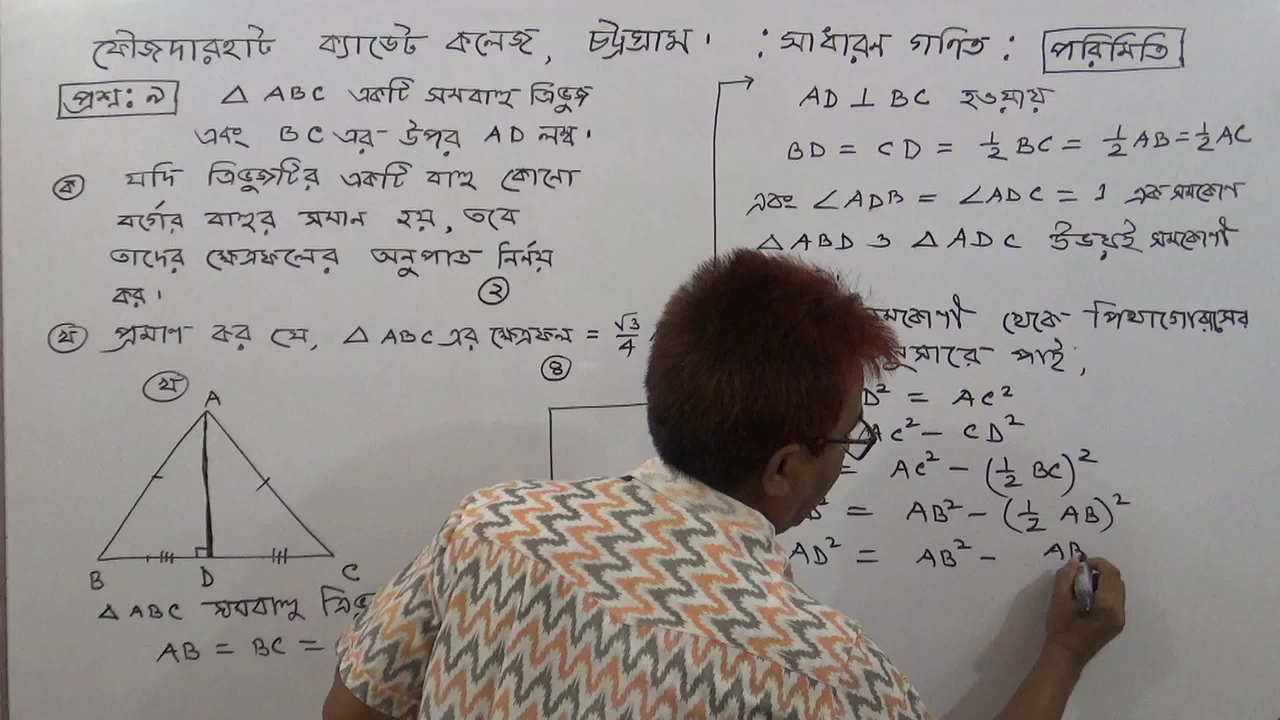 ফৌজদারহাট ক্যাডেট কলেজ, চট্রগ্রাম। : সাধারন গণিত : পরিমিতি
প্রশ্ন: ৯ △ ABC একটি সমবাহু ত্রিভুজ
এবং BC এর উপর AD লম্ব।
ক যদি ত্রিভুজটির একটি বাহু কোনো
বর্গের বাহুর সমান হয়, তবে
তাদের ক্ষেত্রফলের অনুপাত নির্নয়
কর। ২
খ প্রমাণ কর যে, △ ABC এর ক্ষেত্রফল = √3/4
৪
খ
A
B D C
△ ABC সমবাহু
AB = BC =
AD ⊥ BC হওয়ায়
BD = CD = 1/2 BC = 1/2 AB = 1/2 AC
এবং ∠ADB = ∠ADC = 1 এক সমকোণ
△ ABD ও △ ADC উভয়ই সমকোণী
থেকে পিথাগোরাসের
পাই,
D² = AC²
AC² - CD²
= AC² - (1/2 BC)²
= AB² - (1/2 AB)²
AD² = AB² - AB